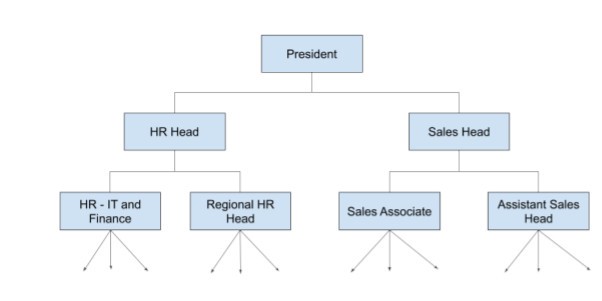 President
HR Head
Sales Head
HR - IT and
Finance
Regional HR
Head
Sales Associate
Assistant Sales
Head